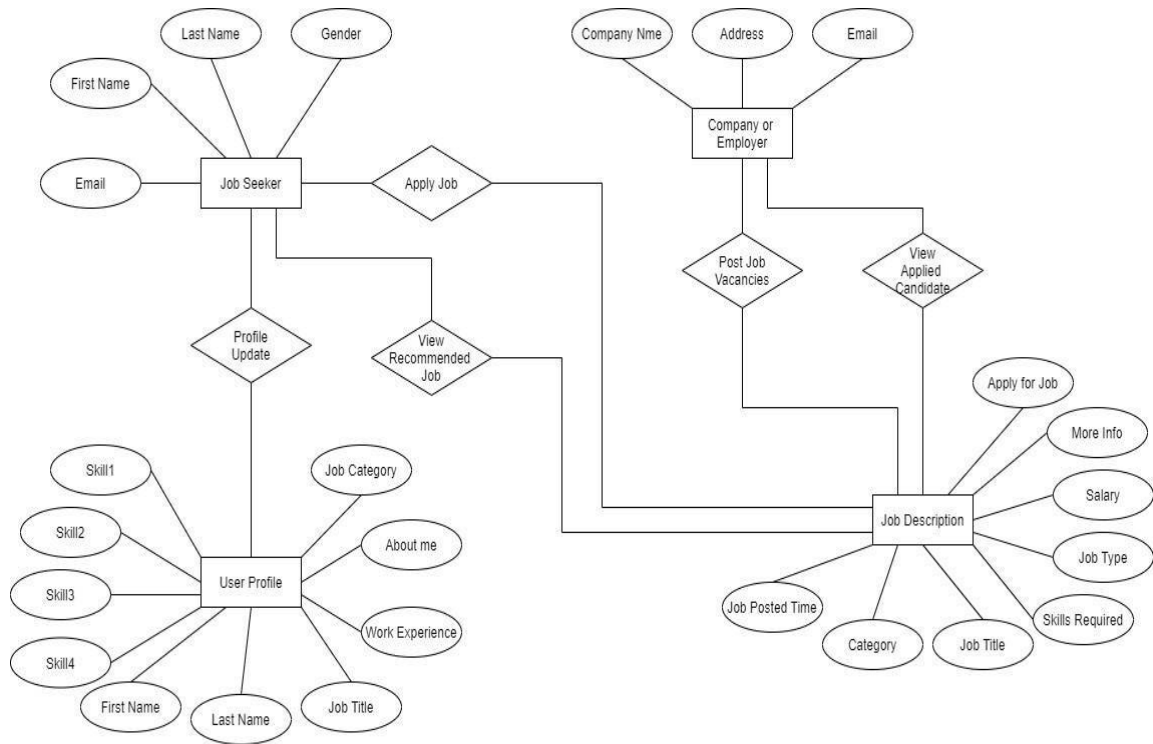 Last Name
Gender
Company Nme
Address
Email
First Name
Company or
Employer
Email
Job Seeker
Apply Job
Post Job
Vacancies
View
Applied
Candidate
Profile
Update
View
Recommended
Job
Apply for Job
More Info
Skill1
Job Category
Salary
Job Description
Skill2
About me
Job Type
User Profile
Skill3
Job Posted Time
Skills Required
Work Experience
Category
Job Title
Skill4
First Name
Last Name
Job Title